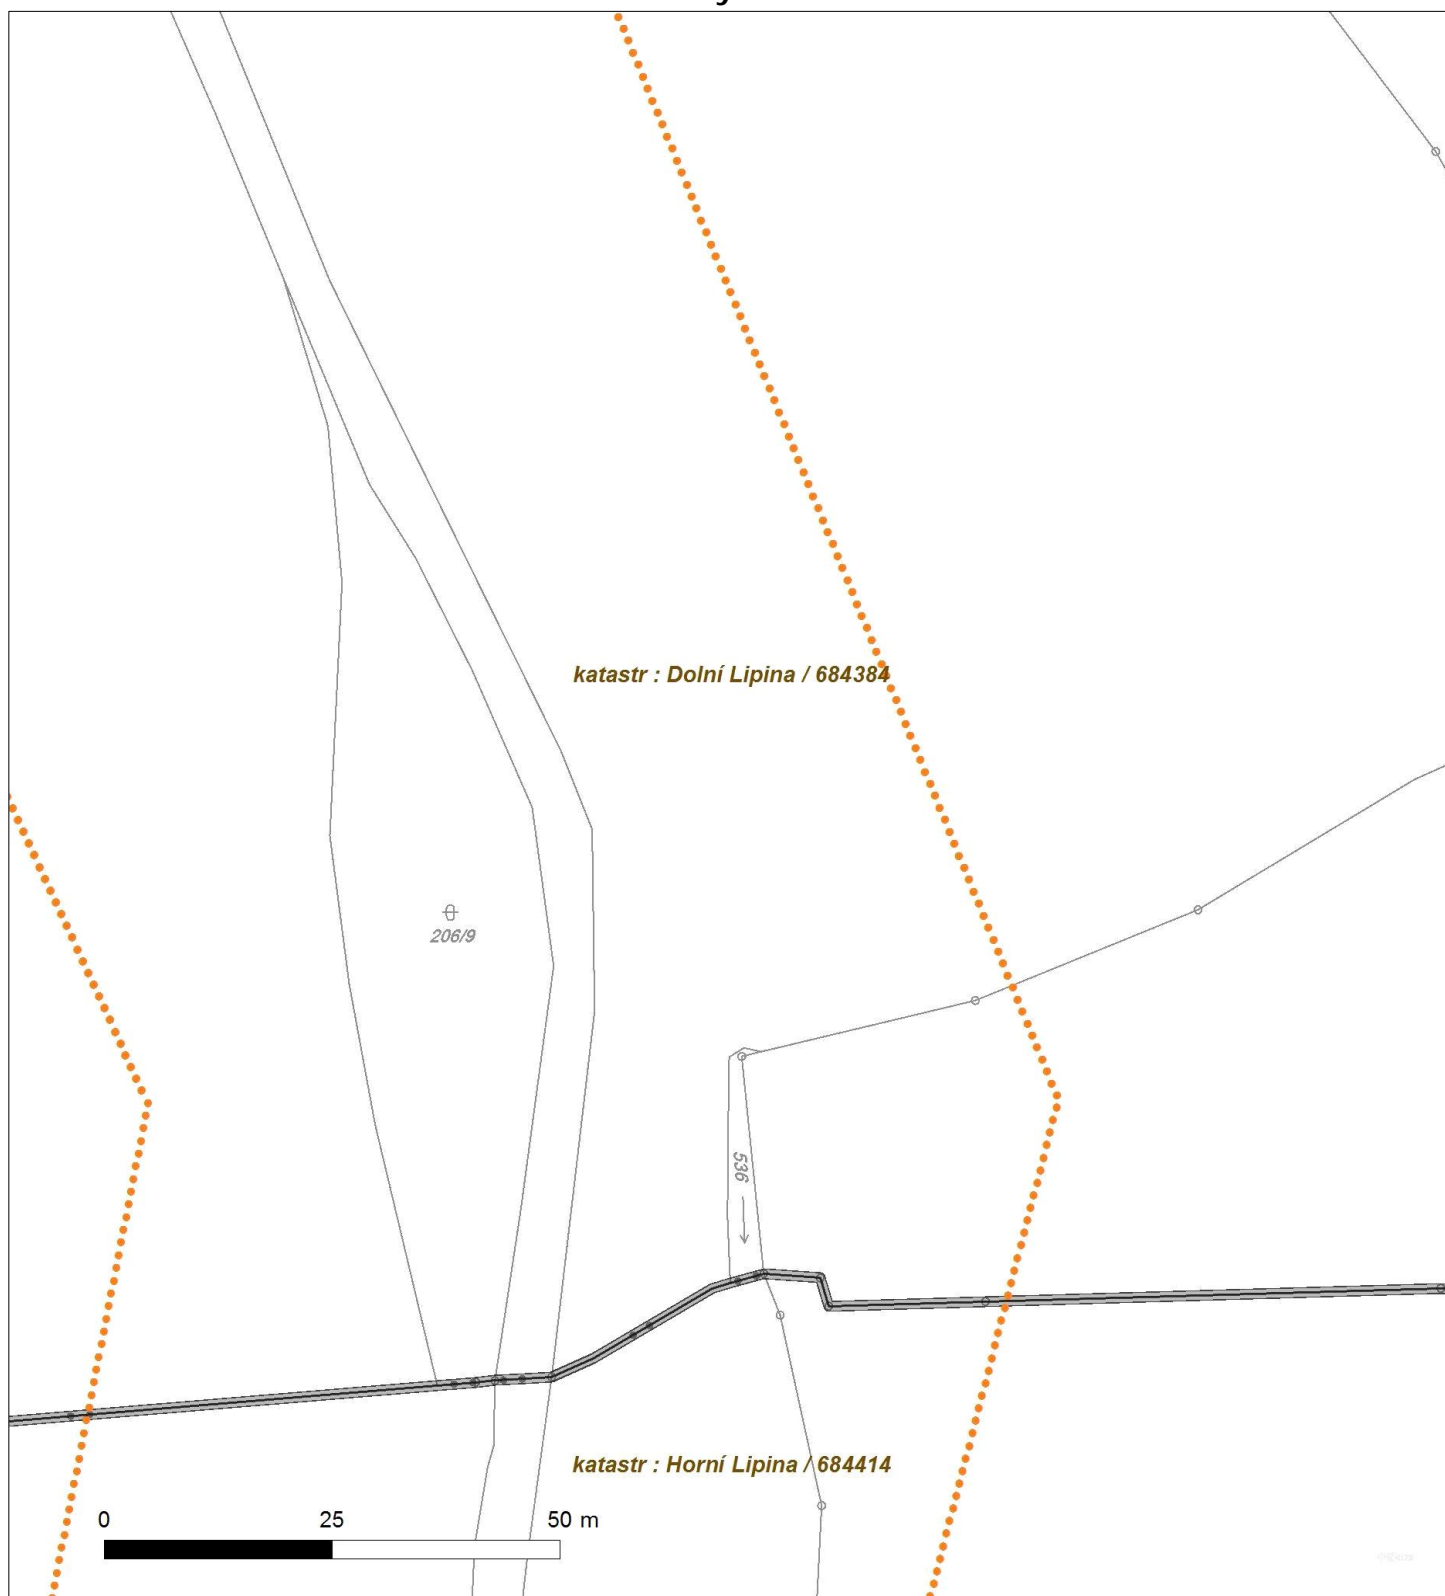 katastr : Dolní Lipina / 684384
206/9
536
katastr : Horní Lipina / 684414
0 25 50 m